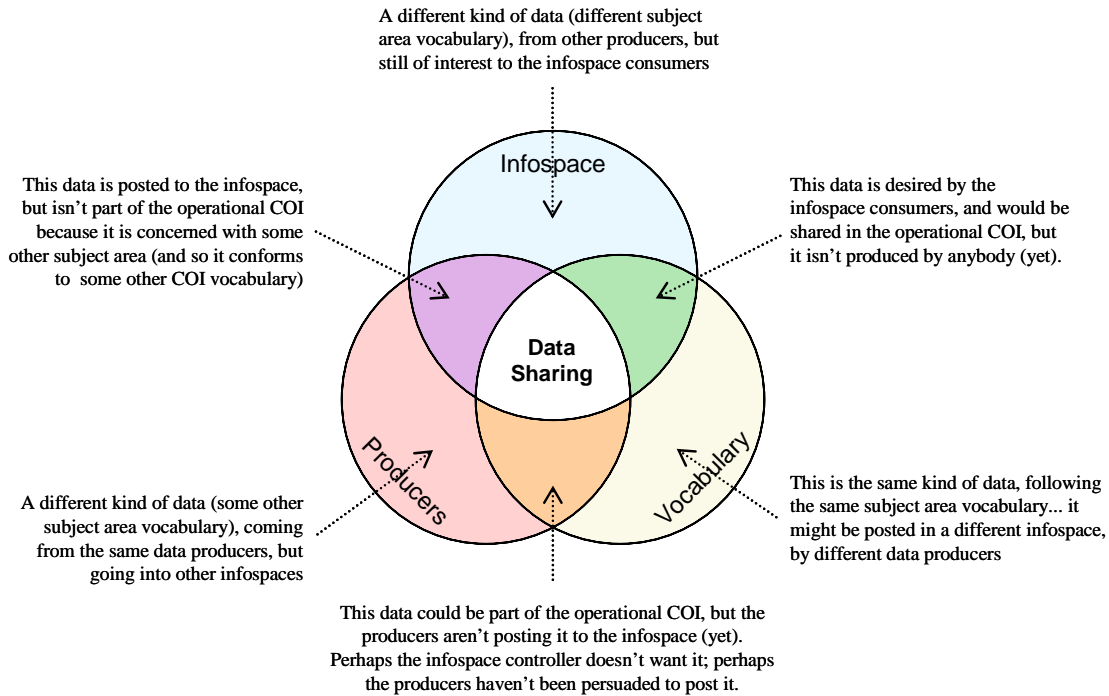 A different kind of data (different subject
area vocabulary), from other producers, but
still of interest to the infospace consumers
Infospace
This data is posted to the infospace,
but isn't part of the operational COI
because it is concerned with some
other subject area (and so it conforms
to some other COI vocabulary)
This data is desired by the
infospace consumers, and would be
shared in the operational COI, but
it isn't produced by anybody (yet).
Data
Sharing
Producers
Vocabulary
A different kind of data (some other
subject area vocabulary), coming
from the same data producers, but
going into other infospaces
This is the same kind of data, following
the same subject area vocabulary... it
might be posted in a different infospace,
by different data producers
This data could be part of the operational COI, but the
producers aren't posting it to the infospace (yet).
Perhaps the infospace controller doesn't want it; perhaps
the producers haven't been persuaded to post it.